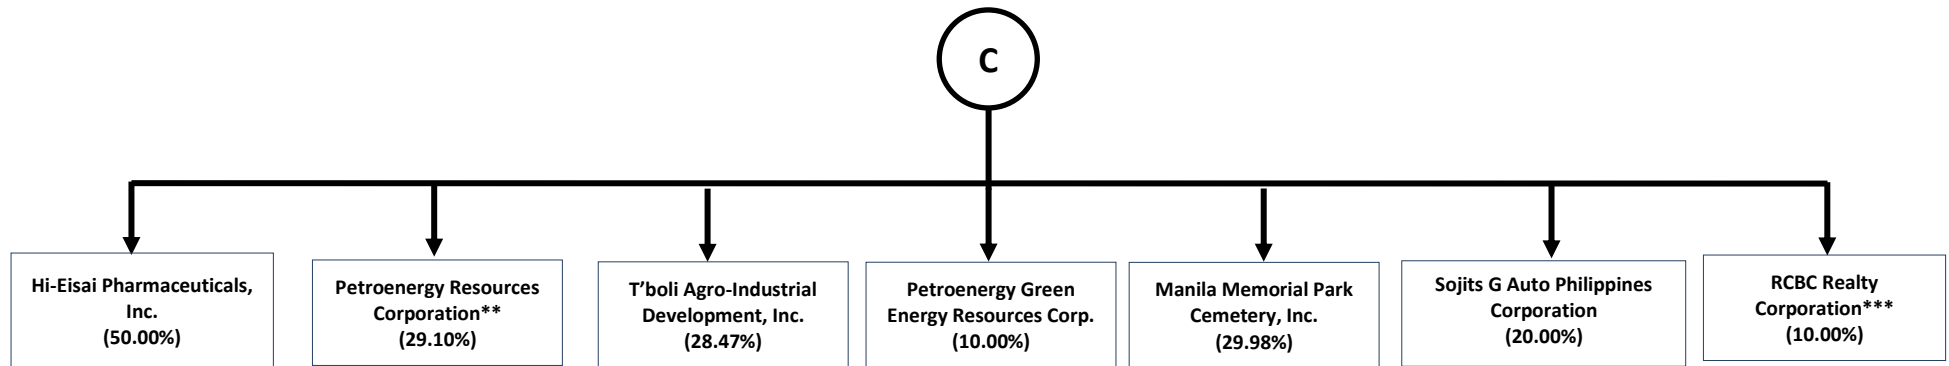 C
Hi-Eisai Pharmaceuticals,
Inc.
(50.00%)
Petroenergy Resources
Corporation**
(29.10%)
T’boli Agro-Industrial
Development, Inc.
(28.47%)
Petroenergy Green
Energy Resources Corp.
(10.00%)
Manila Memorial Park
Cemetery, Inc.
(29.98%)
Sojits G Auto Philippines
Corporation
(20.00%)
RCBC Realty
Corporation***
(10.00%)